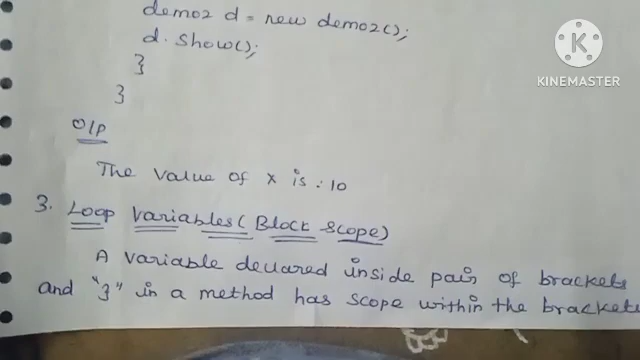 demo2 d = new demo2();
d. show();
}
}
O/P
The value of x is : 10
3. Loop variables (Block scope)
A variable declared inside pair of brackets
and "}" in a method has scope within the brackets
KINEMASTER